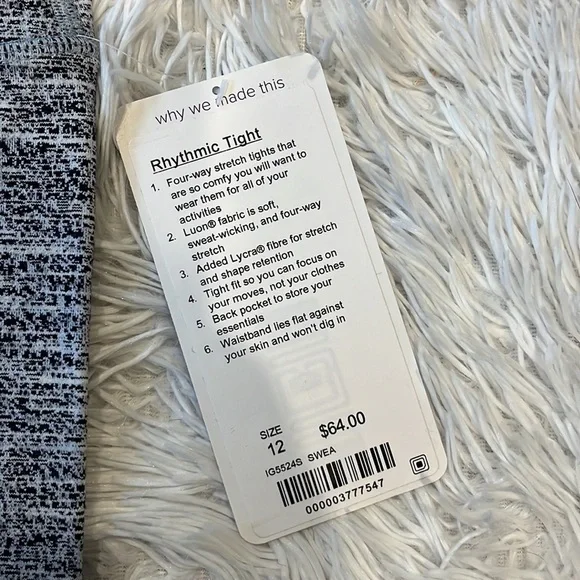 why we made this
Rhythmic Tight
1. Four-way stretch tights that
are so comfy you will want to
wear them for all of your
activities
2. Luon® fabric is soft,
sweat-wicking, and four-way
stretch
3. Added Lycra® fibre for stretch
and shape retention
4. Tight fit so you can focus on
your moves, not your clothes
5. Back pocket to store your
essentials
6. Waistband lies flat against
your skin and won't dig in
SIZE
12 $64.00
IG5524S SWEA
000003777547